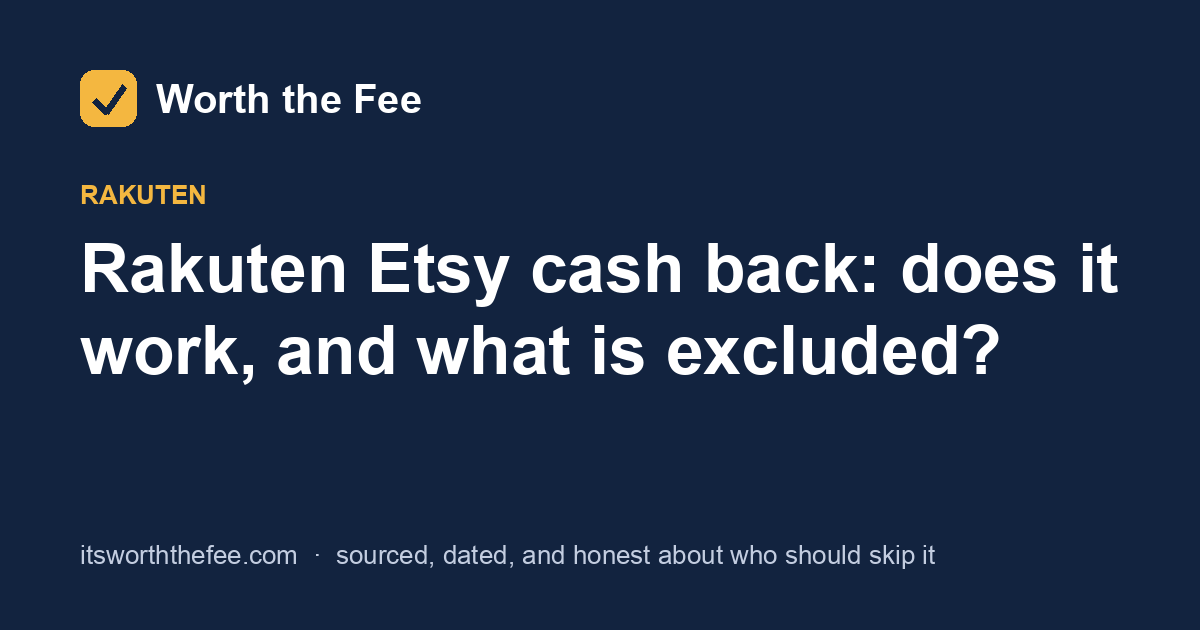 Worth the Fee
RAKUTEN
Rakuten Etsy cash back: does it
work, and what is excluded?
itsworththefee.com · sourced, dated, and honest about who should skip it